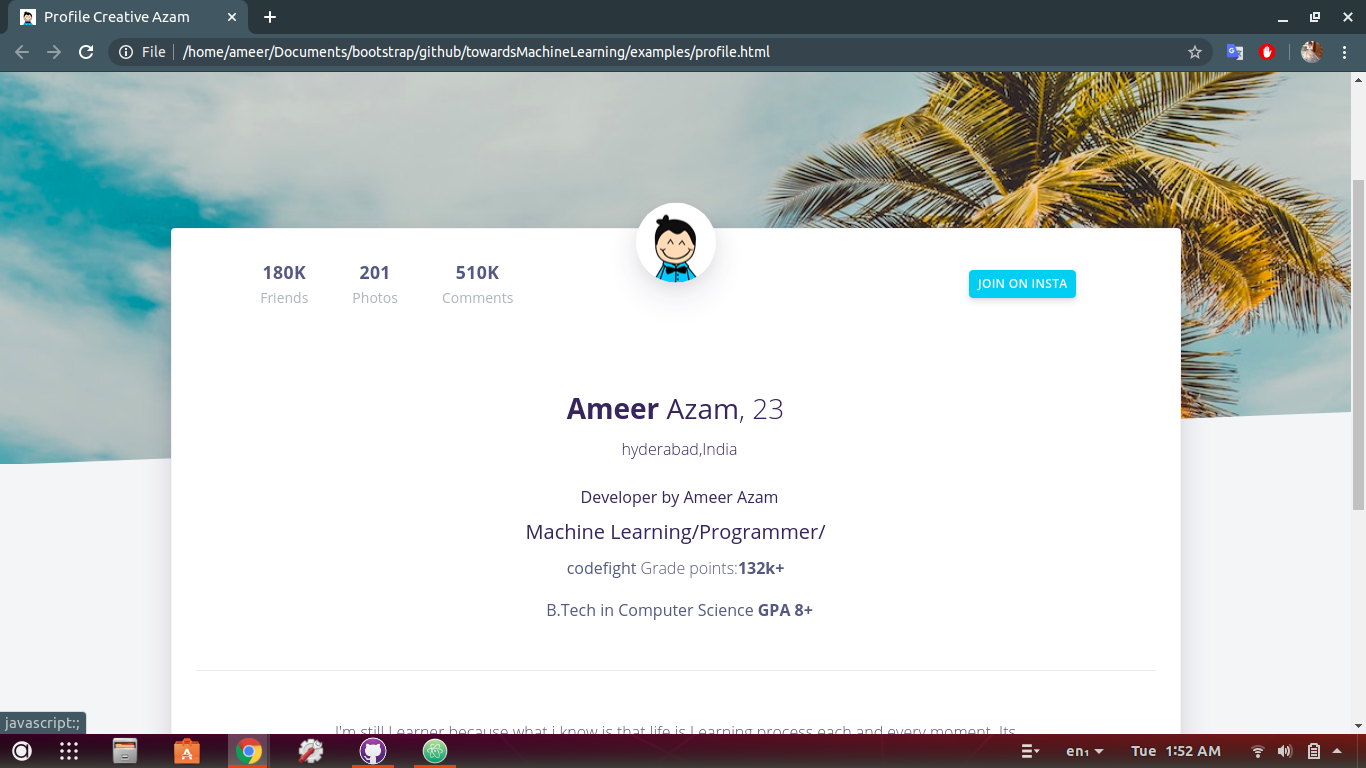 Profile Creative Azam
File /home/ameer/Documents/bootstrap/github/towardsMachineLearning/examples/profile.html
180K 201 510K
Friends Photos Comments
JOIN ON INSTA
Ameer Azam, 23
hyderabad,India
Developer by Ameer Azam
Machine Learning/Programmer/
codefight Grade points:132k+
B.Tech in Computer Science GPA 8+
I'm still Learner because what i know is that life is Learning process each and every moment. Its
javascript:;
en₁ Tue 1:52 AM